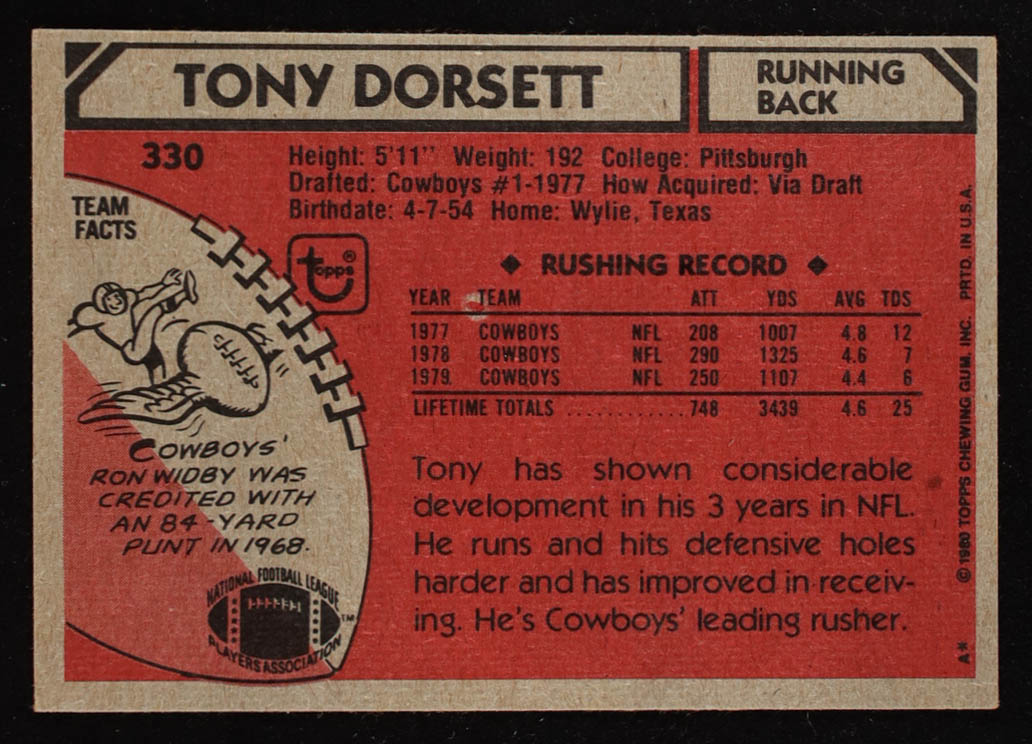 TONY DORSETT
RUNNING
BACK
330
Height: 5'11" Weight: 192 College: Pittsburgh
Drafted: Cowboys #1-1977 How Acquired: Via Draft
Birthdate: 4-7-54 Home: Wylie, Texas
TEAM
FACTS
topps®
◆ RUSHING RECORD ◆
YEAR TEAM ATT YDS AVG TDS
1977 COWBOYS NFL 208 1007 4.8 12
1978 COWBOYS NFL 290 1325 4.6 7
1979 COWBOYS NFL 250 1107 4.4 6
LIFETIME TOTALS ............ 748 3439 4.6 25
COWBOYS'
RON WIDBY WAS
CREDITED WITH
AN 84-YARD
PUNT IN 1968.
Tony has shown considerable
development in his 3 years in NFL.
He runs and hits defensive holes
harder and has improved in receiv-
ing. He's Cowboys' leading rusher.
NATIONAL FOOTBALL LEAGUE
PLAYERS ASSOCIATION
TM
A* © 1980 TOPPS CHEWING GUM, INC. PRTD. IN U.S.A.